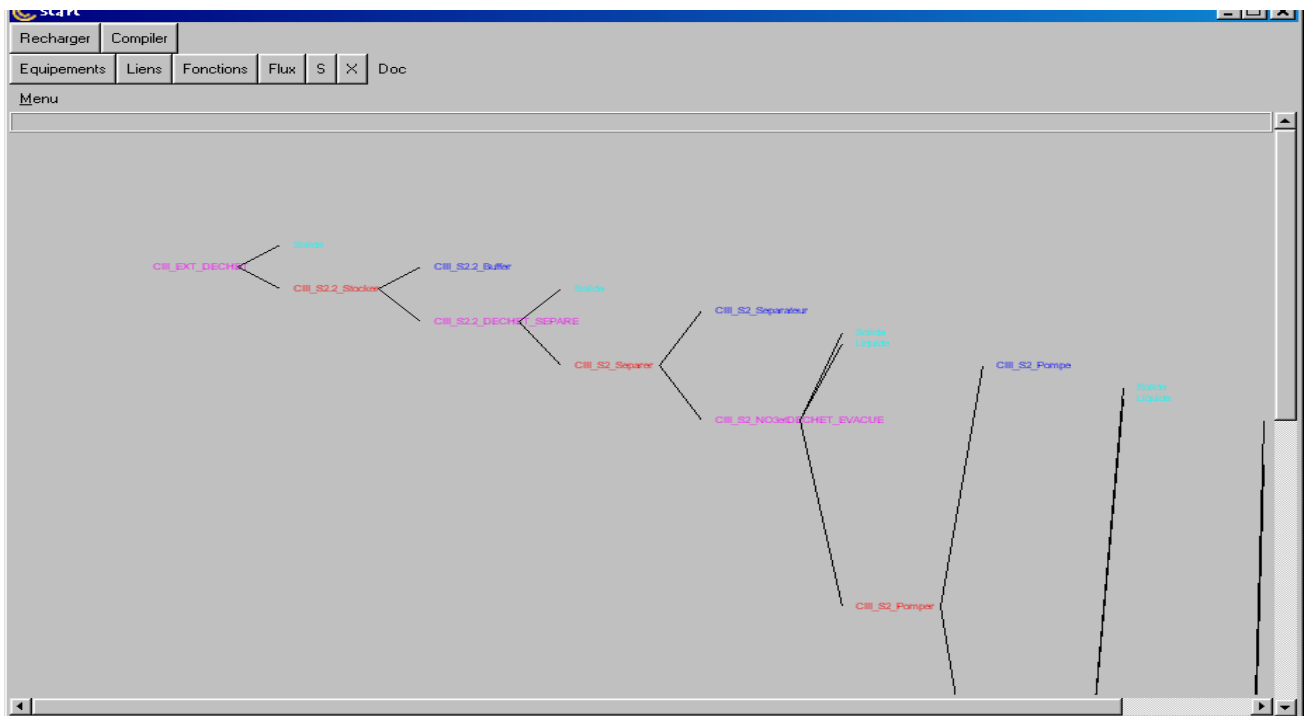 start
Recharger Compiler
Equipements Liens Fonctions Flux S X Doc
Menu
Solide
CIII_EXT_DECHET
CIII_S2.2_Buffer
CIII_S2.2_Stocker
Solide
CIII_S2_Separateur
CIII_S2.2_DECHET_SEPARE
Solide
Liquide
CIII_S2_Separer
CIII_S2_Pompe
Solide
Liquide
CIII_S2_NO3etDECHET_EVACUE
CIII_S2_Pomper